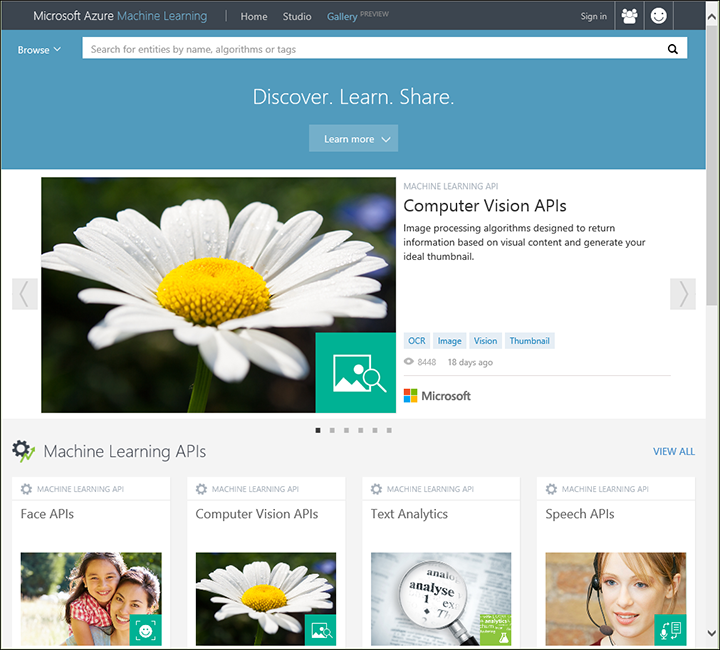 Microsoft Azure Machine Learning
Home
Studio
Gallery PREVIEW
Sign in
Browse
Search for entities by name, algorithms or tags
Discover. Learn. Share.
Learn more
MACHINE LEARNING API
Computer Vision APIs
Image processing algorithms designed to return
information based on visual content and generate your
ideal thumbnail.
OCR
Image
Vision
Thumbnail
8448
18 days ago
Microsoft
Machine Learning APIs
VIEW ALL
MACHINE LEARNING API
Face APIs
MACHINE LEARNING API
Computer Vision APIs
MACHINE LEARNING API
Text Analytics
analyse
MACHINE LEARNING API
Speech APIs